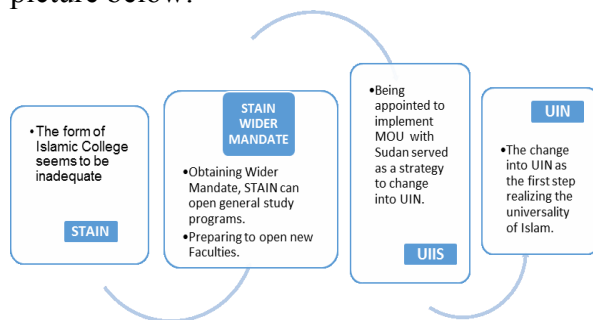 picture below.
•The form of
Islamic College
seems to be
inadequate
STAIN
STAIN
WIDER
MANDATE
•Obtaining Wider
Mandate, STAIN can
open general study
programs.
•Preparing to open new
Faculties.
•Being
appointed to
implement
MOU with
Sudan served
as a strategy
to change
into UIN.
UIIS
UIN
•The change
into UIN as
the first step
realizing the
universality
of Islam.